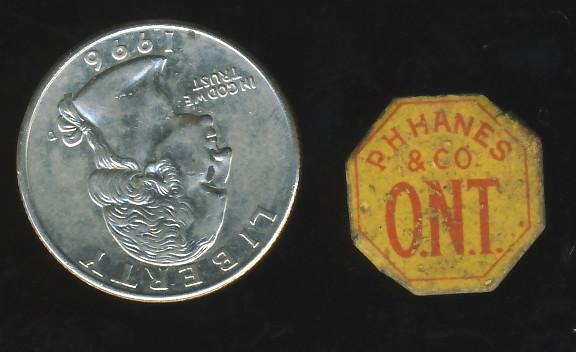 LIBERTY
IN GOD WE
TRUST
1996
P
P.H.HANES
& CO.
O.N.T.